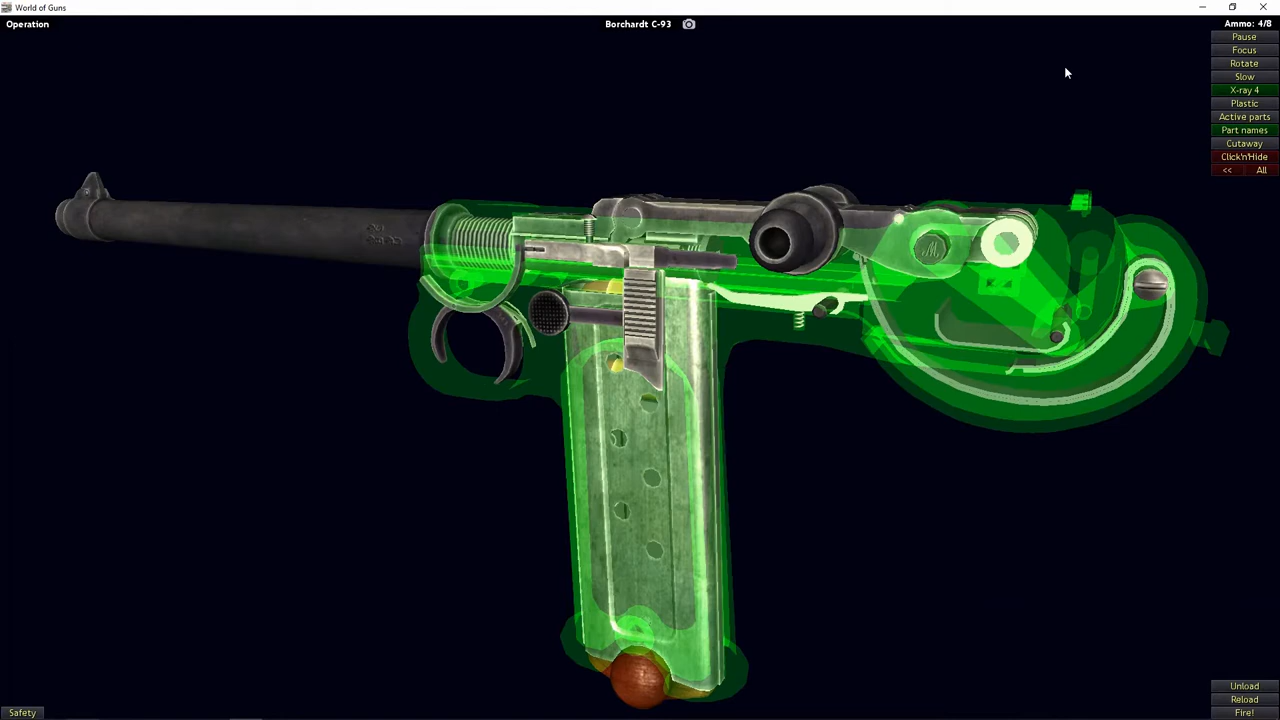 World of Guns
Operation
Borchardt C-93
Ammo: 4/8
Pause
Focus
Rotate
Slow
X-ray 4
Plastic
Active parts
Part names
Cutaway
Click'n'Hide
<< All
Unload
Reload
Safety
Fire!